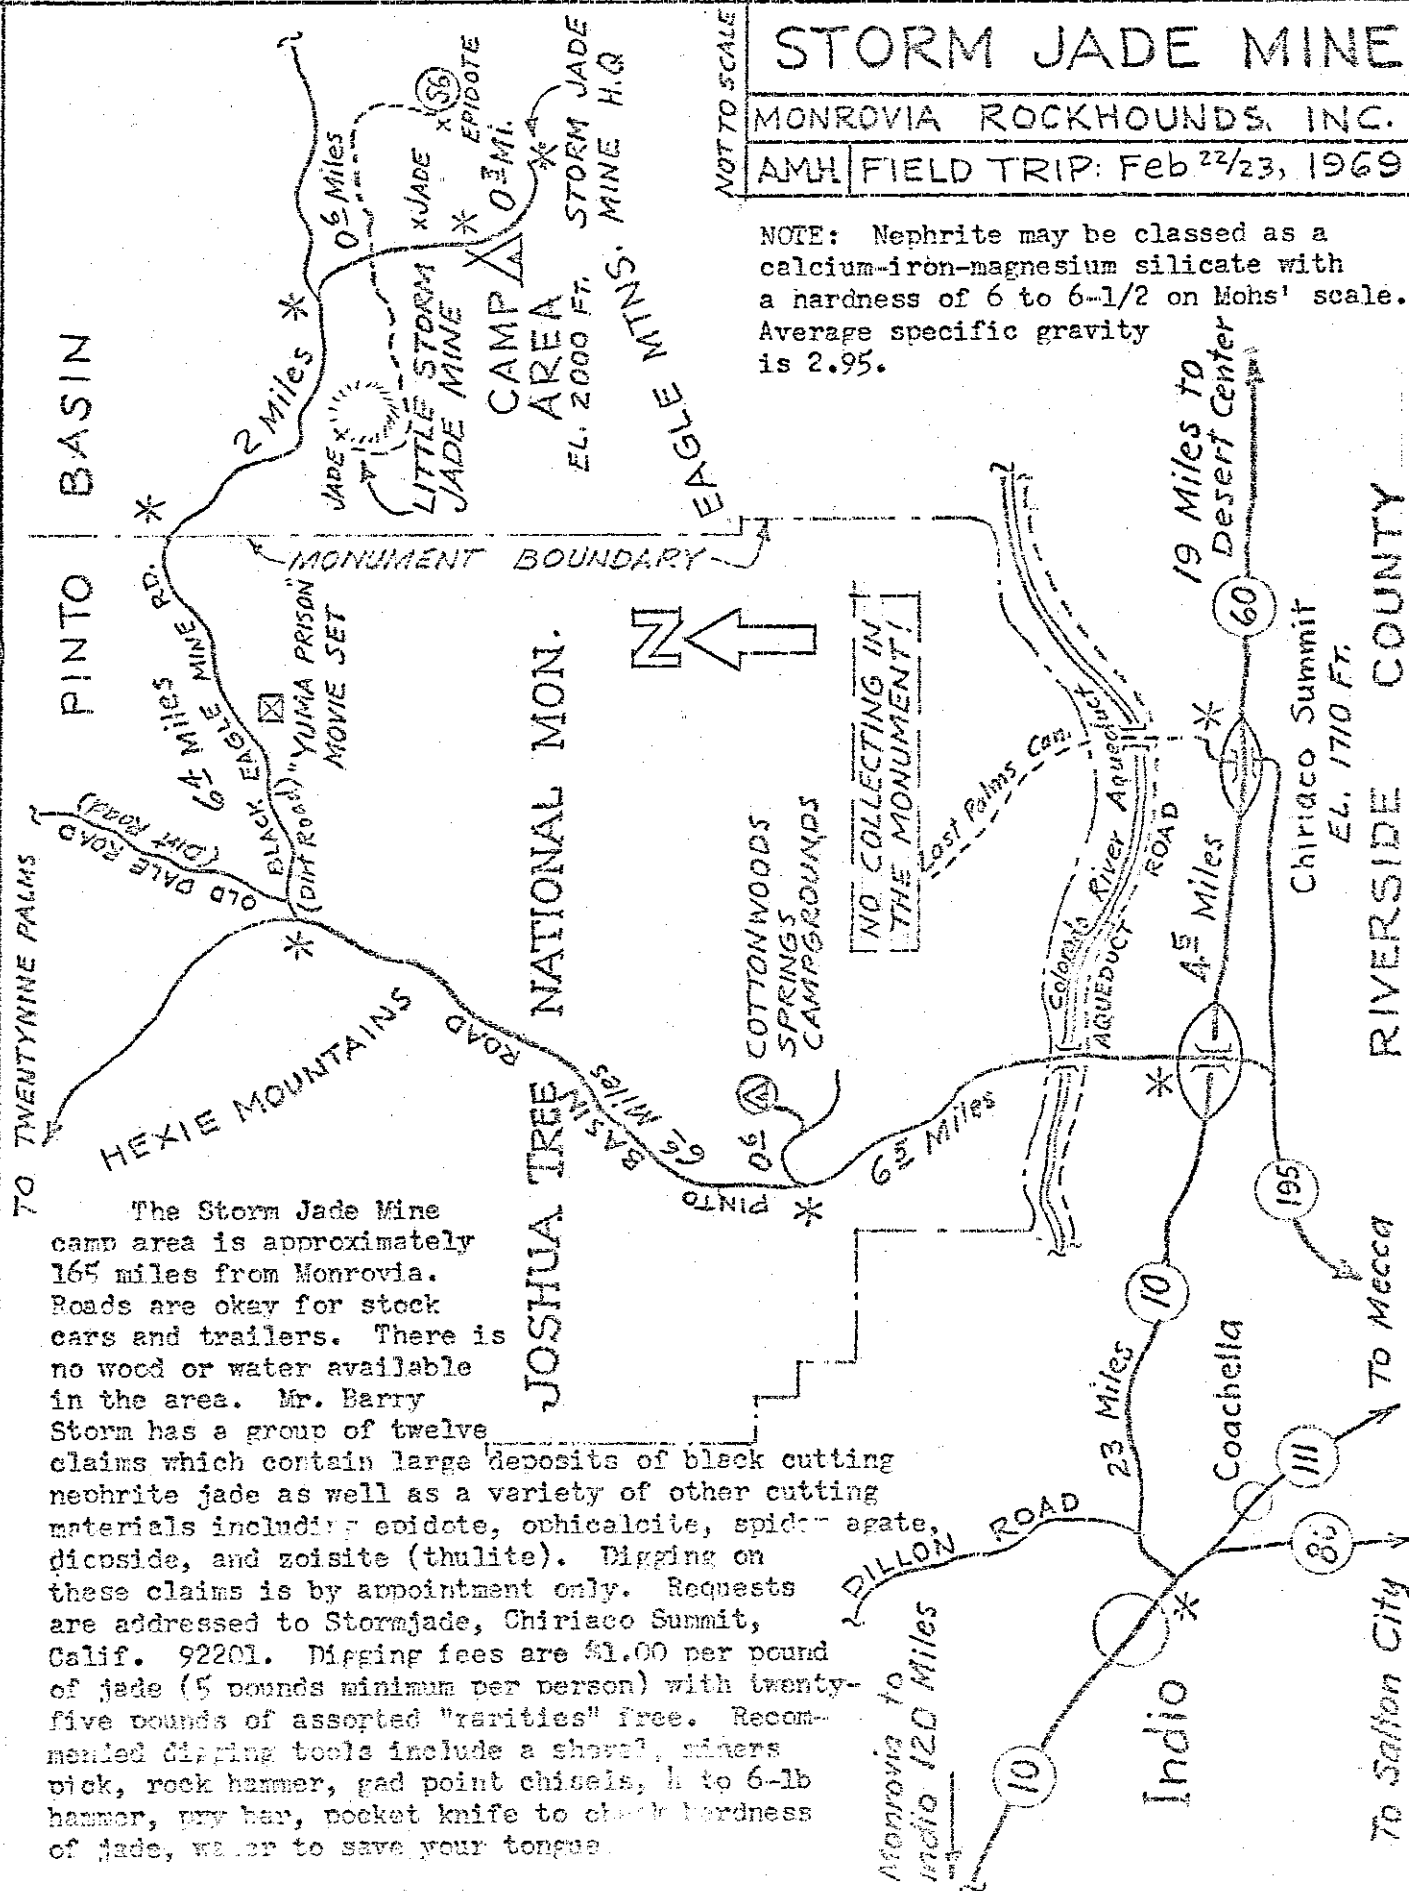 NOT TO SCALE
STORM JADE MINE
MONROVIA ROCKHOUNDS, INC.
AMH FIELD TRIP: Feb 22/23, 1969
NOTE: Nephrite may be classed as a
calcium-iron-magnesium silicate with
a hardness of 6 to 6-1/2 on Mohs' scale.
Average specific gravity
is 2.95.
PINTO BASIN
0 6 Miles
2 Miles
x JADE
x 56
EPIDOTE
0 3 Mi.
STORM JADE
MINE H.Q
JADE x
LITTLE STORM
JADE MINE
CAMP
AREA
EL. 2000 FT.
EAGLE MTNS.
MONUMENT BOUNDARY
TO TWENTYNINE PALMS
OLD DALE ROAD
(Dirt Road)
6 4 Miles
BLACK EAGLE MINE RD.
(Dirt Road)
"YUMA PRISON"
MOVIE SET
HEXIE MOUNTAINS
JOSHUA TREE NATIONAL MON.
N
NO COLLECTING IN
THE MONUMENT!
PINTO BASIN ROAD
6 6 Miles
0 6
COTTONWOODS
SPRINGS
CAMPGROUNDS
6 5 Miles
Lost Palms Can.
Colorado River Aqueduct
AQUEDUCT ROAD
19 Miles to
Desert Center
60
4 5 Miles
Chiriaco Summit
EL. 1710 FT.
RIVERSIDE COUNTY
195
To Mecca
10
23 Miles
Coachella
111
86
To Salton City
DILLON ROAD
Indio
10
Monrovia to
Indio 120 Miles
The Storm Jade Mine
camp area is approximately
165 miles from Monrovia.
Roads are okay for stock
cars and trailers. There is
no wood or water available
in the area. Mr. Barry
Storm has a group of twelve
claims which contain large deposits of black cutting
nephrite jade as well as a variety of other cutting
materials including epidote, ophicalcite, spider agate,
diopside, and zoisite (thulite). Digging on
these claims is by appointment only. Requests
are addressed to Stormjade, Chiriaco Summit,
Calif. 92201. Digging fees are $1.00 per pound
of jade (5 pounds minimum per person) with twenty-
five pounds of assorted "rarities" free. Recom-
mended digging tools include a shovel, miners
pick, rock hammer, gad point chisels, 4 to 6-lb
hammer, pry bar, pocket knife to check hardness
of jade, water to save your tongue.